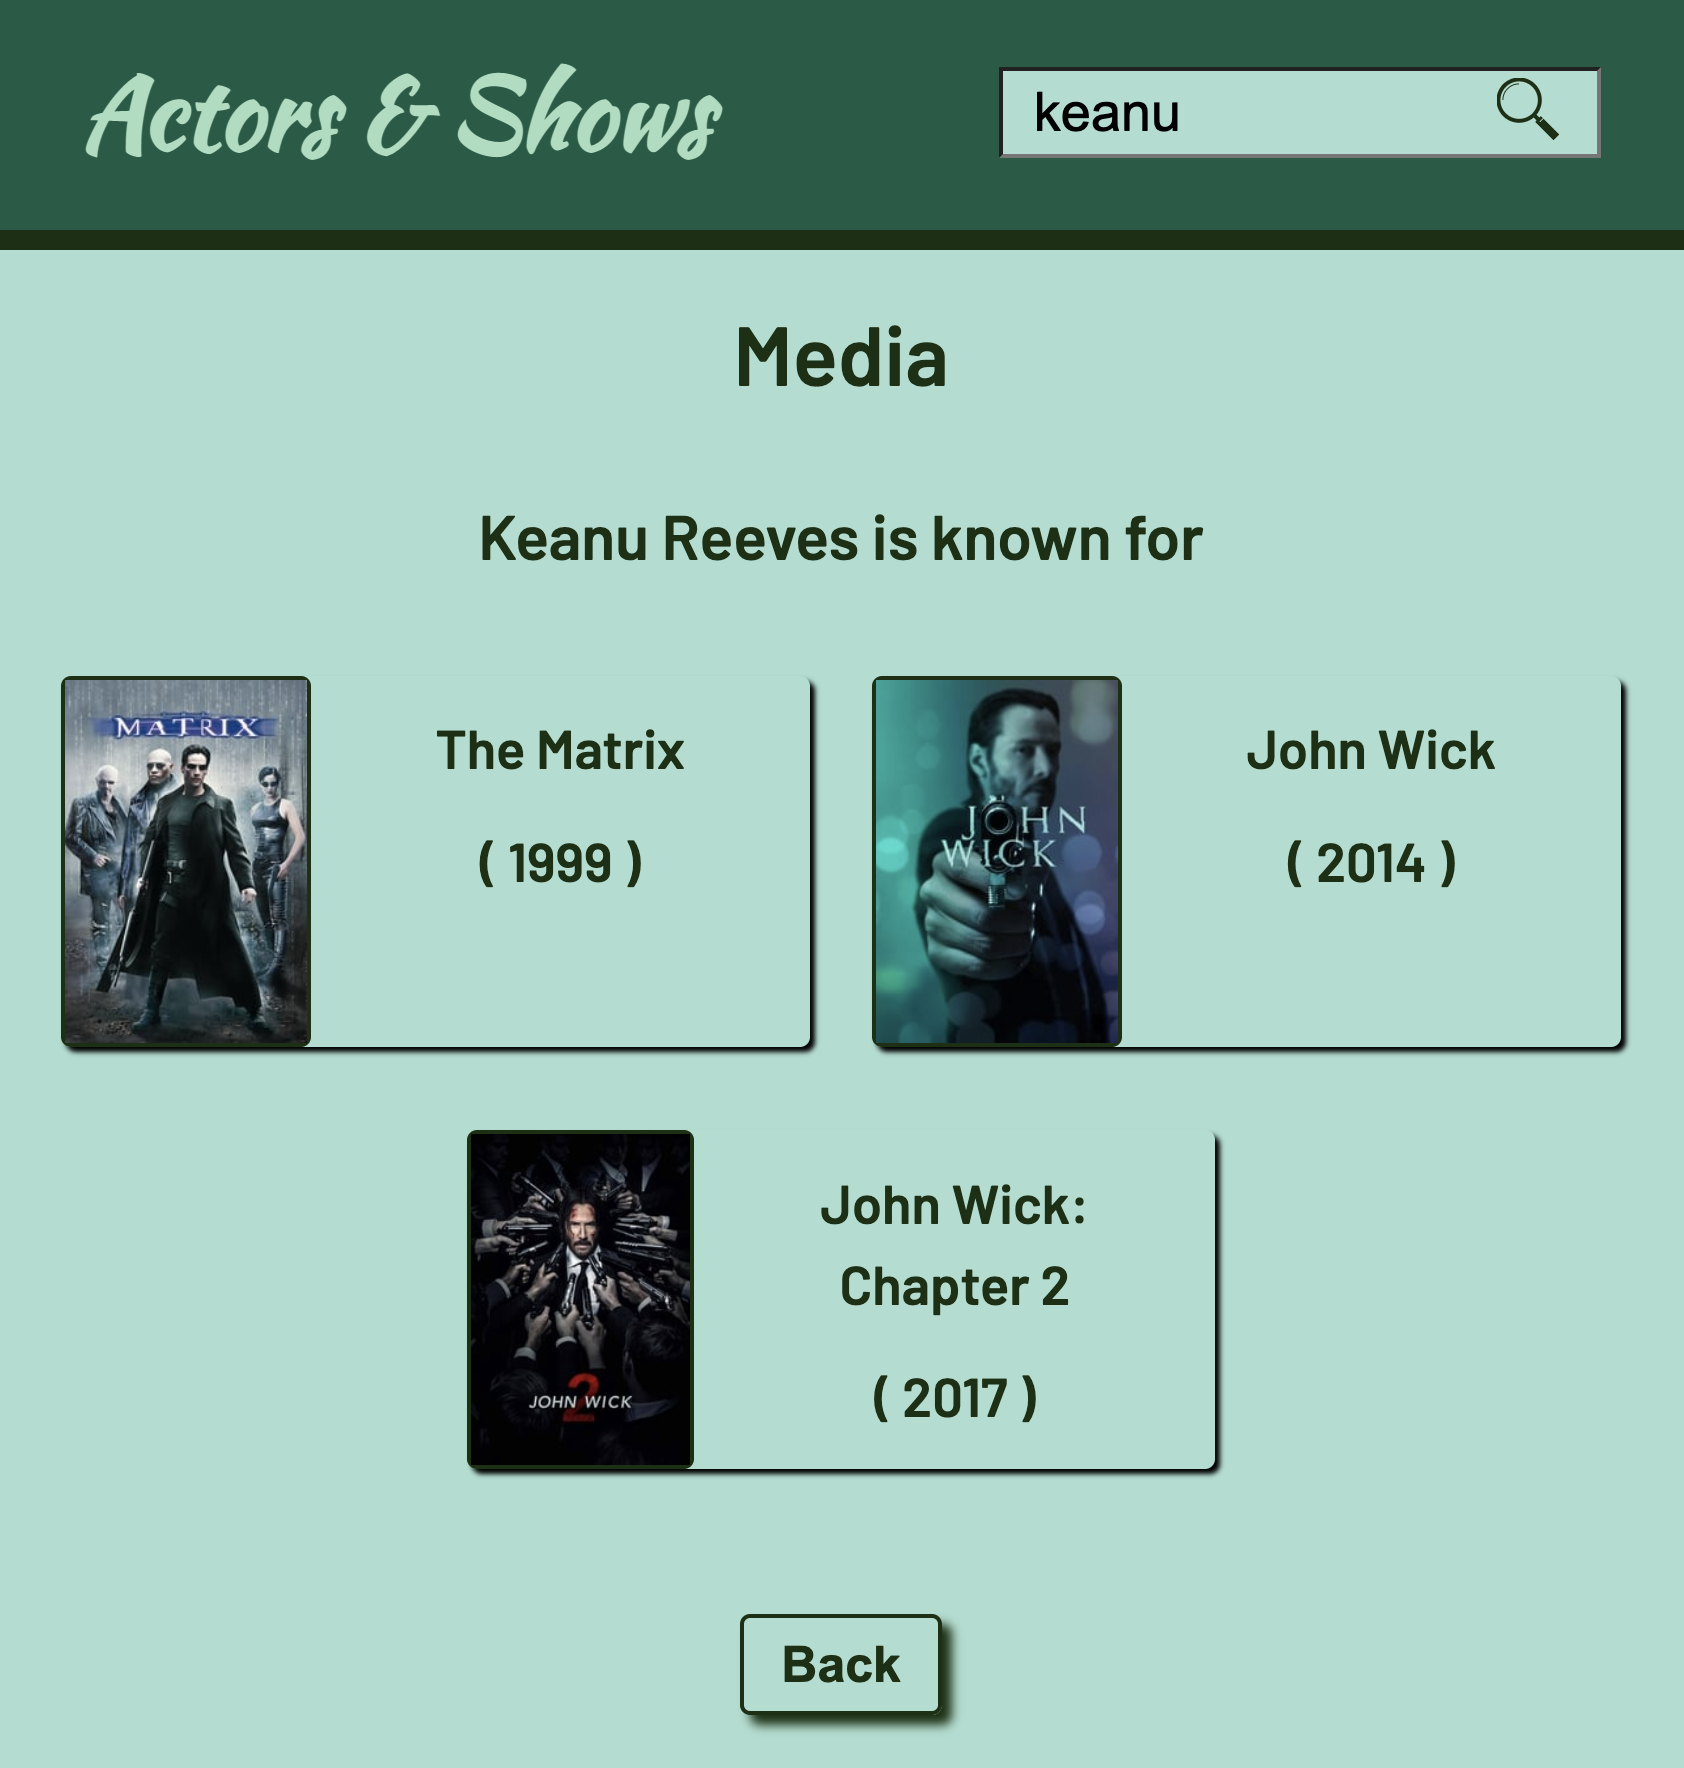 Actors & Shows
keanu
Media
Keanu Reeves is known for
MATRIX
The Matrix
( 1999 )
JOHN
WICK
John Wick
( 2014 )
2
JOHN WICK
John Wick:
Chapter 2
( 2017 )
Back